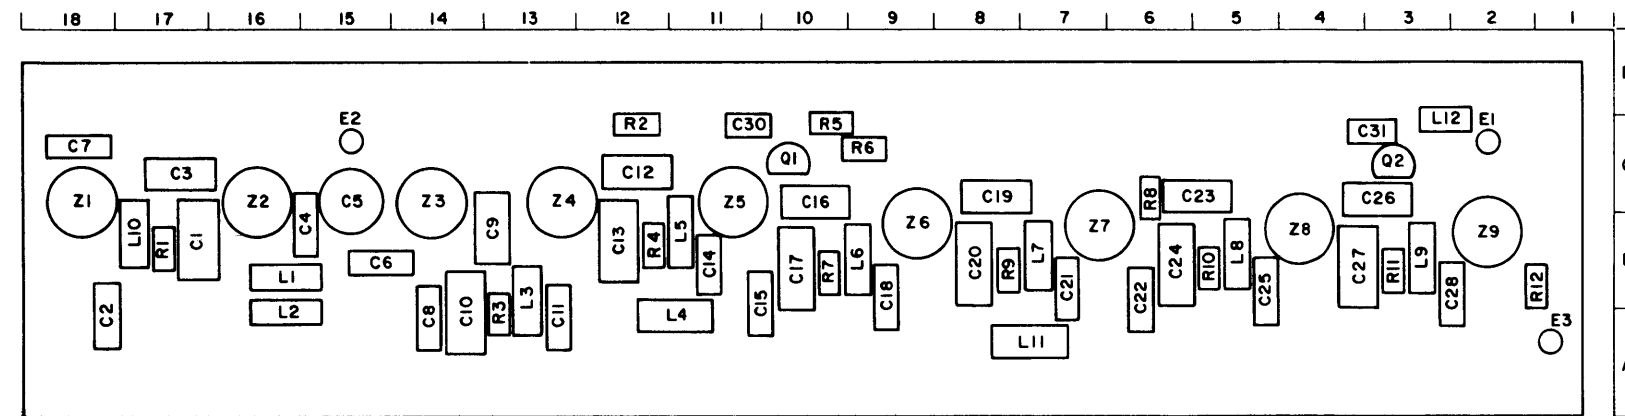 18 17 16 15 14 13 12 11 10 9 8 7 6 5 4 3 2 1
L12
E2 R2 C30 R5 C31 E1
C7 R6
Q1 Q2
C3 C12
C19 R8 C23 C26
Z1 Z2 C5 Z3 Z4 Z5 C16
L10 C4 C9 L5 Z6 Z7 Z8 Z9
R1 C1 C13 R4 C14 C17 R7 L6 C20 R9 L7 C24 R10 L8 C27 R11 L9
C6
L1 C18 C21 C22 C25 C28 R12
C2 L2 C8 C10 R3 L3 C11 L4 C15
E3
L11